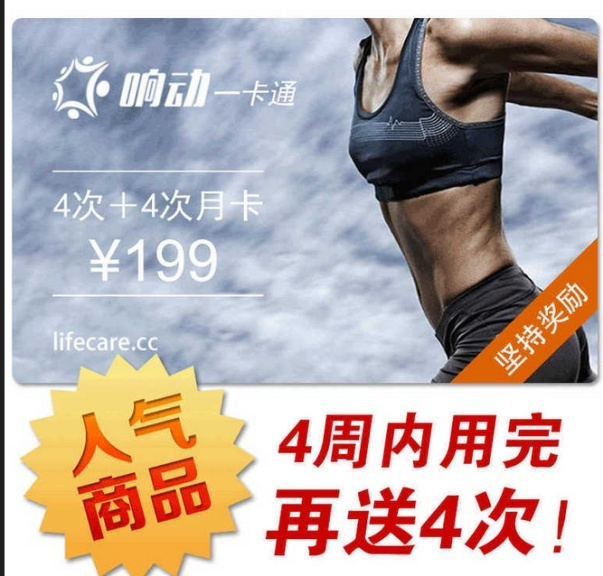 响动一卡通
4次＋4次月卡
¥199
lifecare.cc
坚持奖励
人气
商品
4周内用完
再送4次！